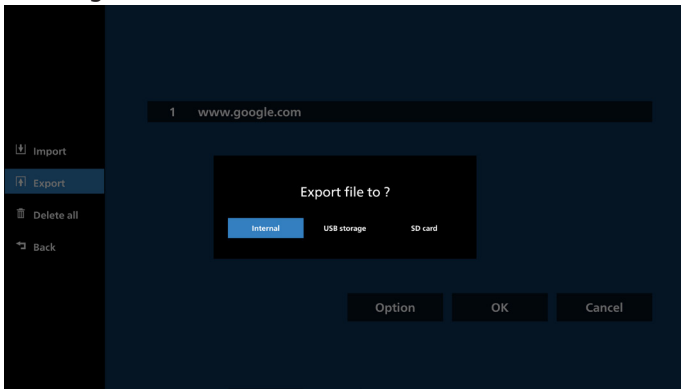 1 www.google.com
Import
Export
Delete all
Back
Export file to ?
Internal USB storage SD card
Option OK Cancel